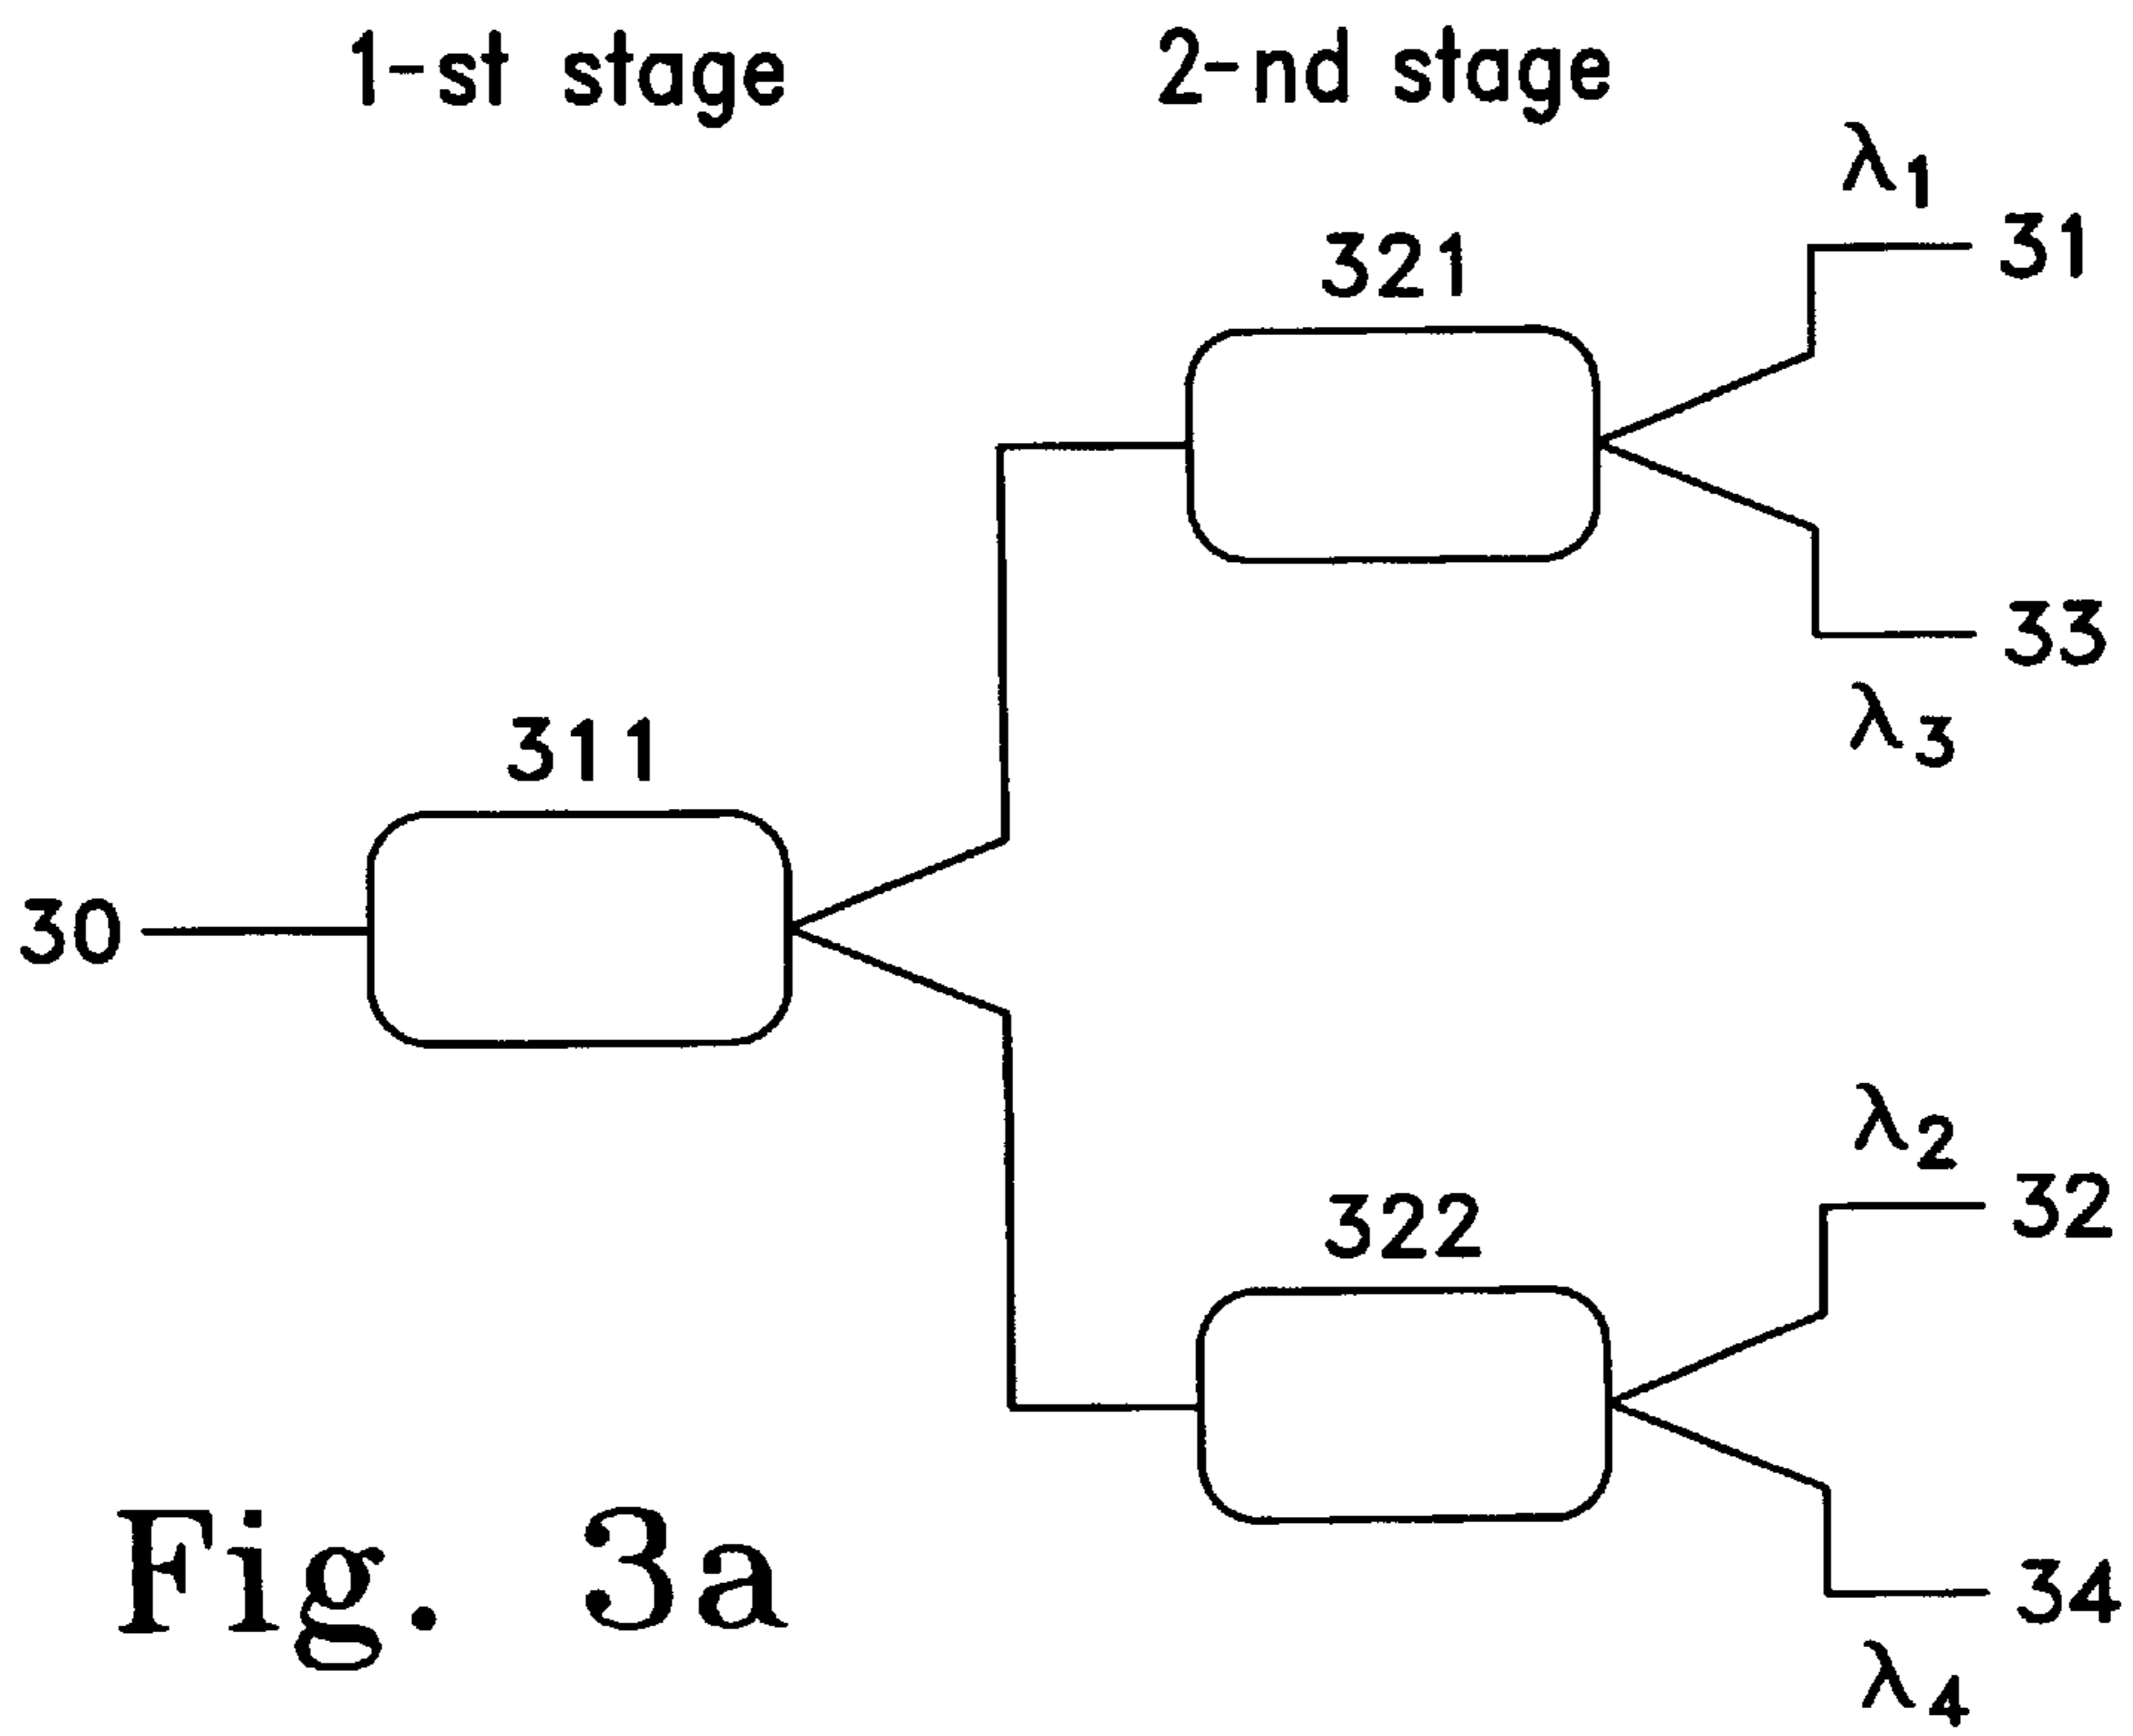 1-st stage
2-nd stage
λ1
31
321
33
λ3
311
30
λ2
32
322
34
λ4
Fig. 3a